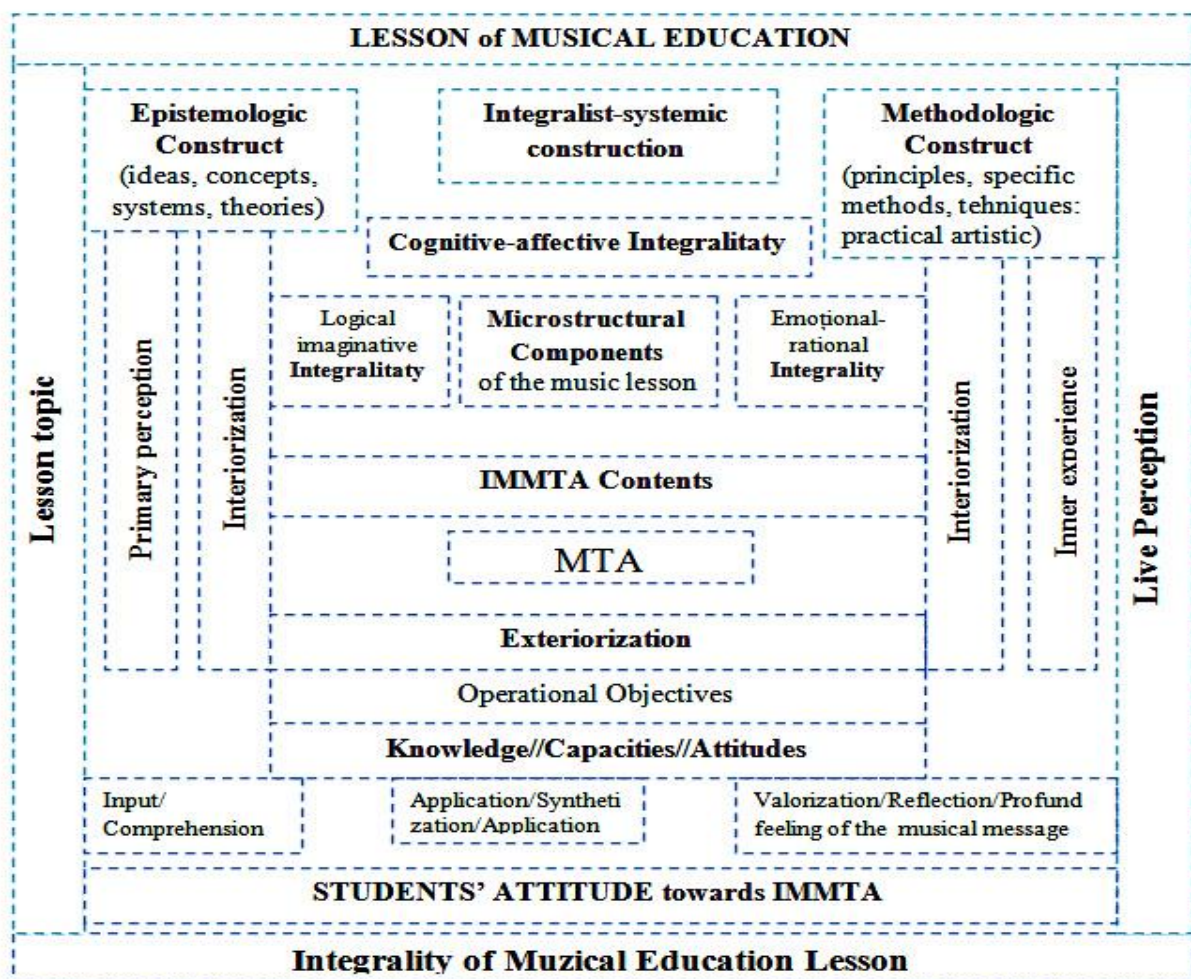 LESSON of MUSICAL EDUCATION
Epistemologic
Construct
(ideas, concepts,
systems, theories)
Integralist-systemic
construction
Methodologic
Construct
(principles, specific
methods, tehniques:
practical artistic)
Cognitive-affective Integralitaty
Logical
imaginative
Integralitaty
Microstructural
Components
of the music lesson
Emoțional-
rational
Integrality
Lesson topic
Primary perception
Interiorization
Interiorization
Inner experience
Live Perception
IMMTA Contents
MTA
Exteriorization
Operational Objectives
Knowledge//Capacities//Attitudes
Input/
Comprehension
Application/Syntheti
zation/Application
Valorization/Reflection/Profund
feeling of the musical message
STUDENTS’ ATTITUDE towards IMMTA
Integrality of Muzical Education Lesson